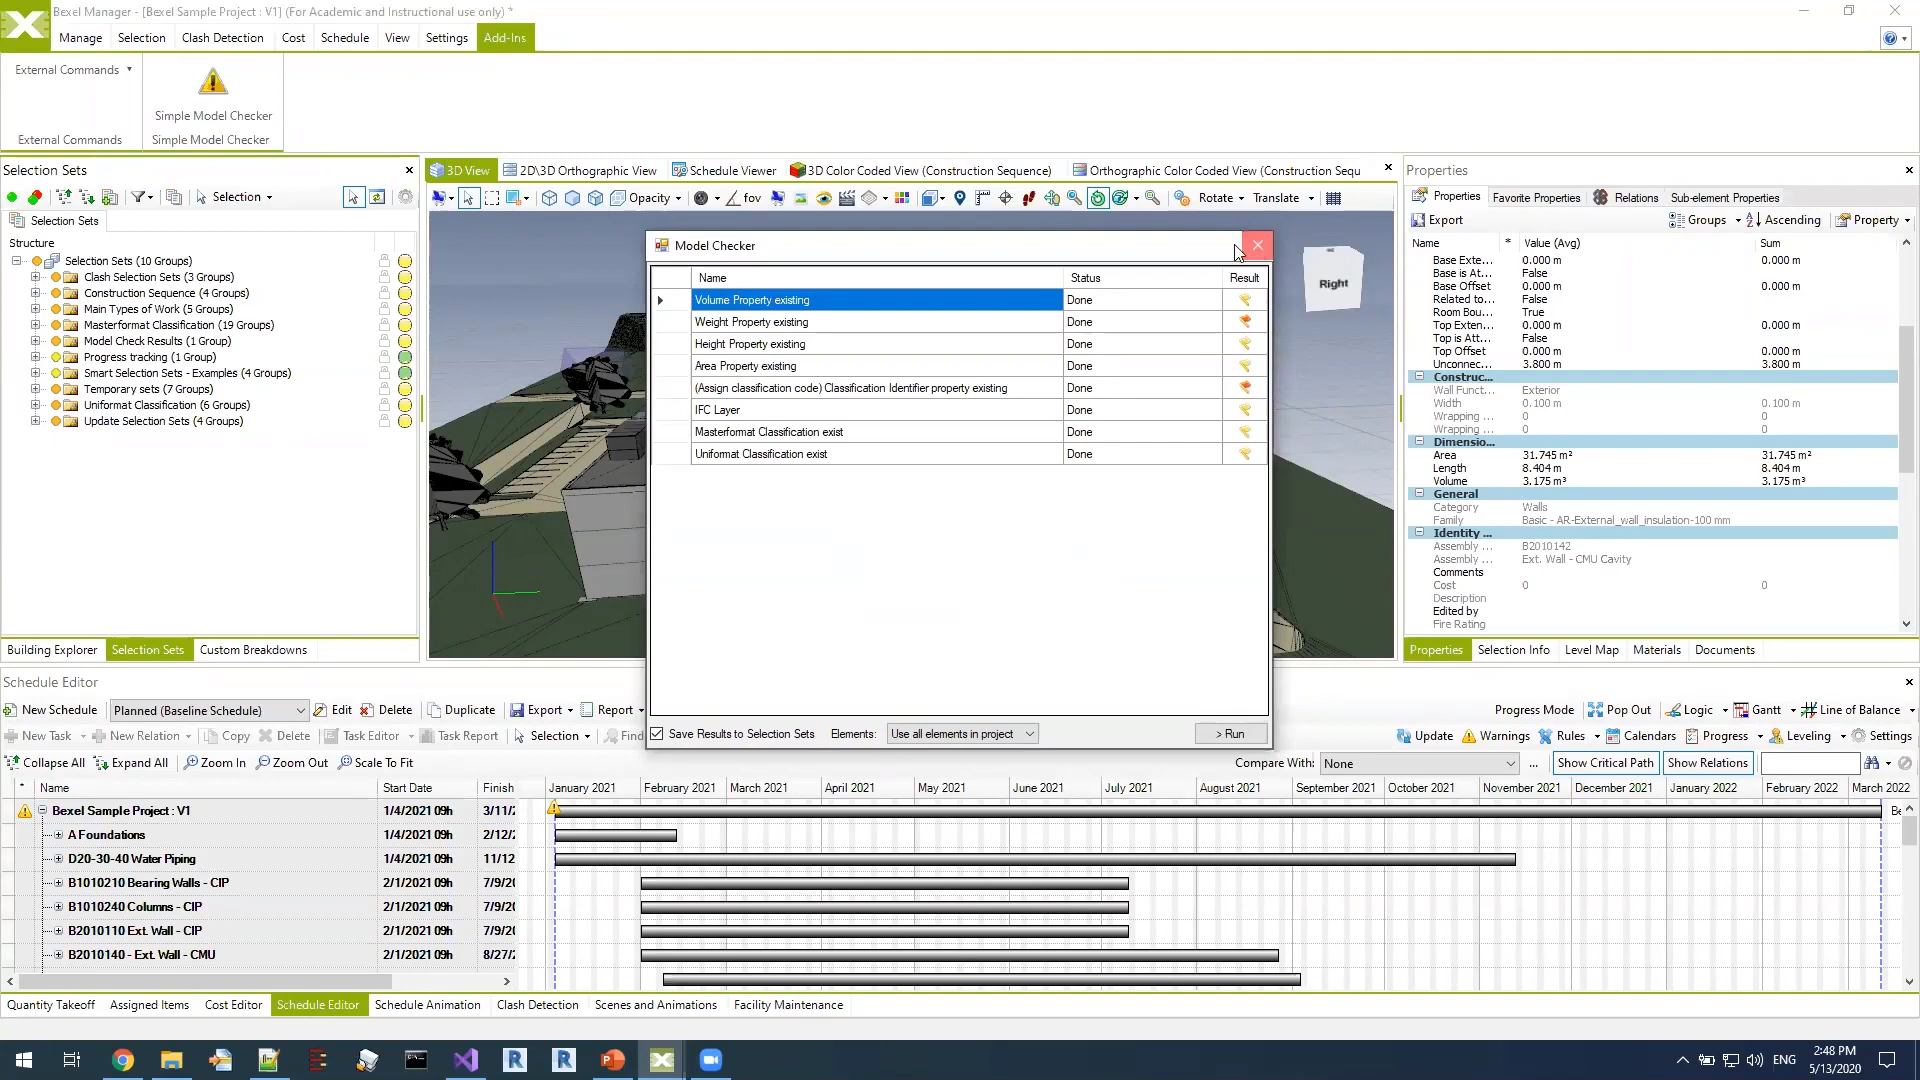 Bexel Manager - [Bexel Sample Project : V1] (For Academic and Instructional use only) *
Manage Selection Clash Detection Cost Schedule View Settings Add-Ins
External Commands
Simple Model Checker
External Commands Simple Model Checker
Selection Sets
3D View 2D\3D Orthographic View Schedule Viewer 3D Color Coded View (Construction Sequence) Orthographic Color Coded View (Construction Sequ
Properties
Selection
Opacity fov Rotate Translate
Properties Favorite Properties Relations Sub-element Properties
Selection Sets
Export Groups Ascending Property
Structure
Name * Value (Avg) Sum
Selection Sets (10 Groups)
Clash Selection Sets (3 Groups)
Construction Sequence (4 Groups)
Main Types of Work (5 Groups)
Masterformat Classification (19 Groups)
Model Check Results (1 Group)
Progress tracking (1 Group)
Smart Selection Sets - Examples (4 Groups)
Temporary sets (7 Groups)
Uniformat Classification (6 Groups)
Update Selection Sets (4 Groups)
Model Checker
Name Status Result
Volume Property existing Done
Weight Property existing Done
Height Property existing Done
Area Property existing Done
(Assign classification code) Classification Identifier property existing Done
IFC Layer Done
Masterformat Classification exist Done
Uniformat Classification exist Done
Save Results to Selection Sets Elements: Use all elements in project > Run
Right
Base Exte... 0.000 m 0.000 m
Base is At... False
Base Offset 0.000 m 0.000 m
Related to... False
Room Bou... True
Top Exten... 0.000 m 0.000 m
Top is Att... False
Top Offset 0.000 m 0.000 m
Unconnec... 3.800 m 3.800 m
Construc...
Wall Funct... Exterior
Width 0.100 m 0.100 m
Wrapping ... 0 0
Wrapping ... 0 0
Dimensio...
Area 31.745 m² 31.745 m²
Length 8.404 m 8.404 m
Volume 3.175 m³ 3.175 m³
General
Category Walls
Family Basic - AR-External_wall_insulation-100 mm
Identity ...
Assembly ... B2010142
Assembly ... Ext. Wall - CMU Cavity
Comments
Cost 0 0
Description
Edited by
Fire Rating
Building Explorer Selection Sets Custom Breakdowns
Properties Selection Info Level Map Materials Documents
Schedule Editor
New Schedule Planned (Baseline Schedule) Edit Delete Duplicate Export Report
Progress Mode Pop Out Logic Gantt Line of Balance
New Task New Relation Copy Delete Task Editor Task Report Selection Find
Update Warnings Rules Calendars Progress Leveling Settings
Collapse All Expand All Zoom In Zoom Out Scale To Fit
Compare With: None ... Show Critical Path Show Relations
* Name Start Date Finish
January 2021 February 2021 March 2021 April 2021 May 2021 June 2021 July 2021 August 2021 September 2021 October 2021 November 2021 December 2021 January 2022 February 2022 March 2022
Bexel Sample Project : V1 1/4/2021 09h 3/11/2 Be
A Foundations 1/4/2021 09h 2/12/2
D20-30-40 Water Piping 1/4/2021 09h 11/12
B1010210 Bearing Walls - CIP 2/1/2021 09h 7/9/20
B1010240 Columns - CIP 2/1/2021 09h 7/9/20
B2010110 Ext. Wall - CIP 2/1/2021 09h 7/9/20
B2010140 - Ext. Wall - CMU 2/1/2021 09h 8/27/2
Quantity Takeoff Assigned Items Cost Editor Schedule Editor Schedule Animation Clash Detection Scenes and Animations Facility Maintenance
ENG
2:48 PM
5/13/2020